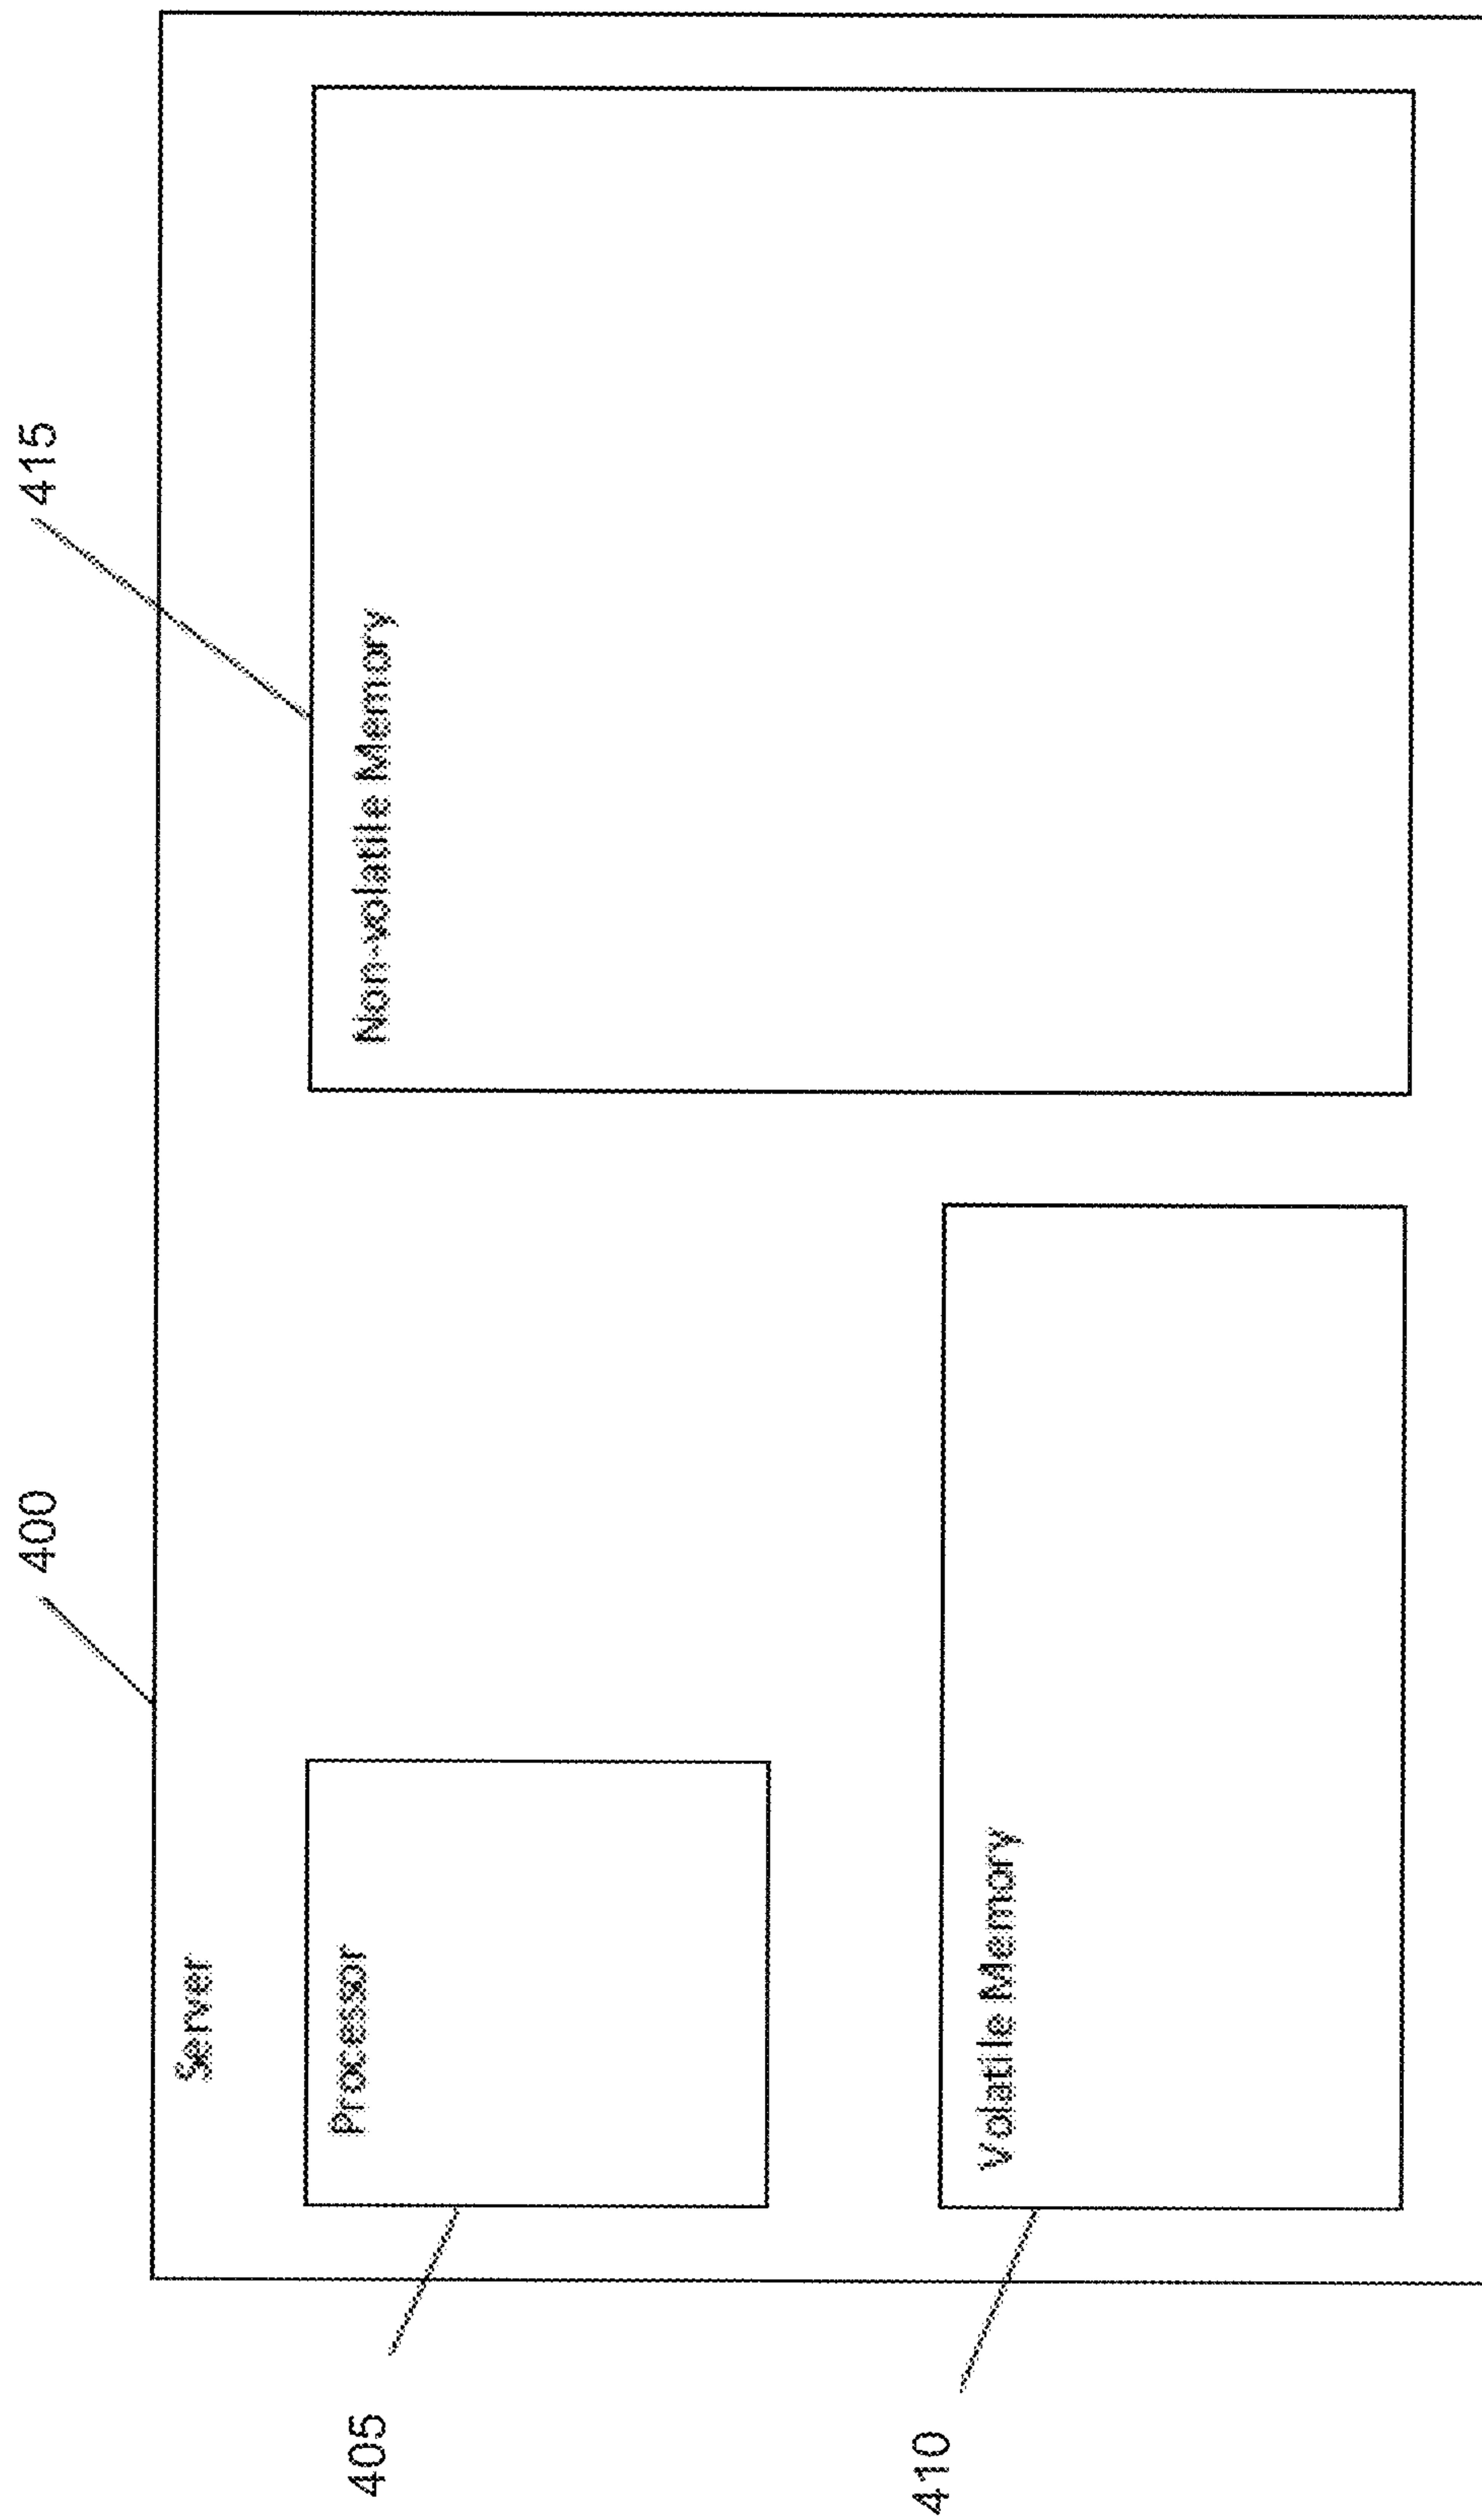 400
415
Server
405
Processor
Non-volatile Memory
410
Volatile Memory